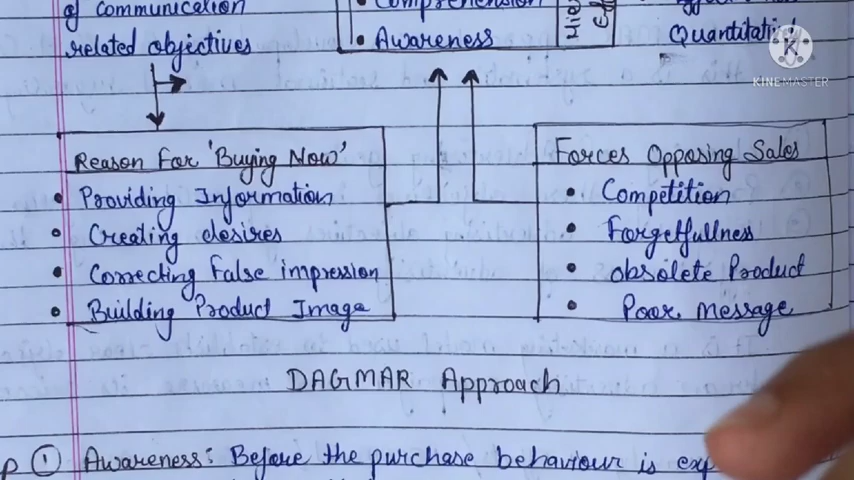 of communication
related objectives
• Comprehension
• Awareness
Quantitative
KINEMASTER
Reason For 'Buying Now'
• Providing Information
• Creating desires
• Correcting False impression
• Building Product Image
Forces Opposing Sales
• Competition
• Forgetfullness
• obsolete Product
• Poor Message
DAGMAR Approach
① Awareness: Before the purchase behaviour is